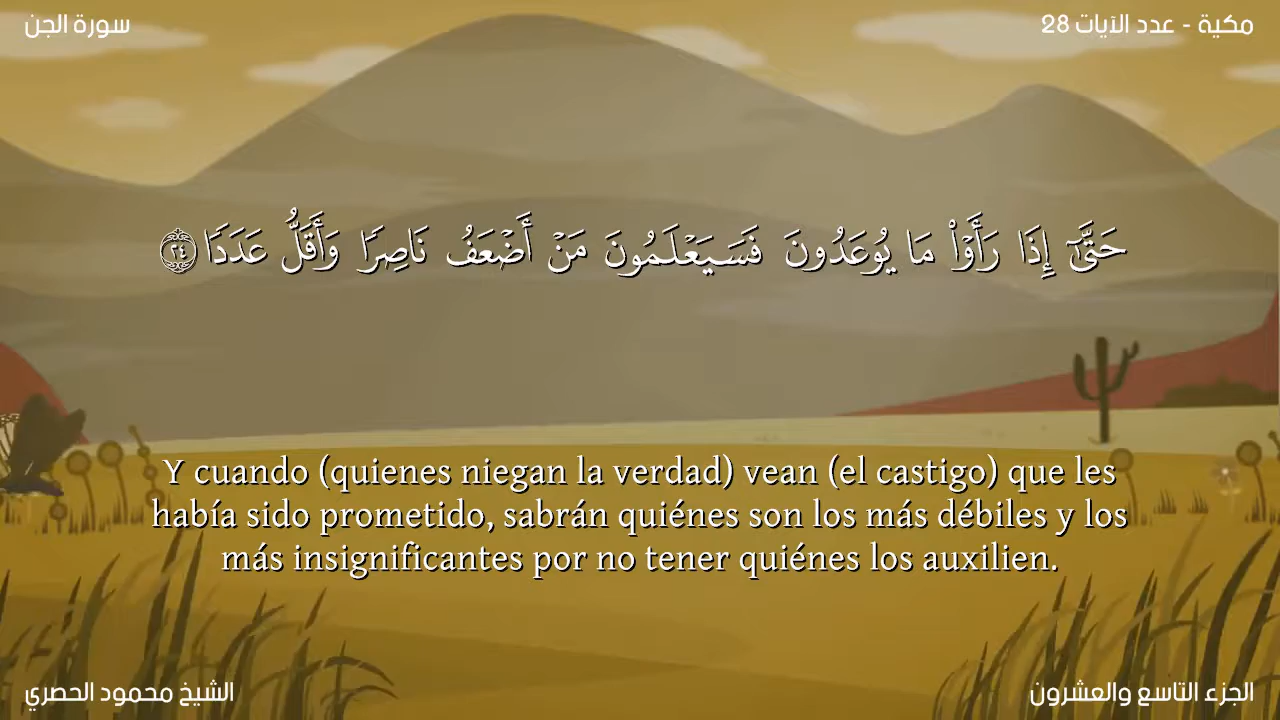 سورة الجن
مكية - عدد الآيات 28
حَتَّىٰٓ إِذَا رَأَوْا۟ مَا يُوعَدُونَ فَسَيَعْلَمُونَ مَنْ أَضْعَفُ نَاصِرًا وَأَقَلُّ عَدَدًا ٢٤
Y cuando (quienes niegan la verdad) vean (el castigo) que les
había sido prometido, sabrán quiénes son los más débiles y los
más insignificantes por no tener quiénes los auxilien.
الشيخ محمود الحصري
الجزء التاسع والعشرون